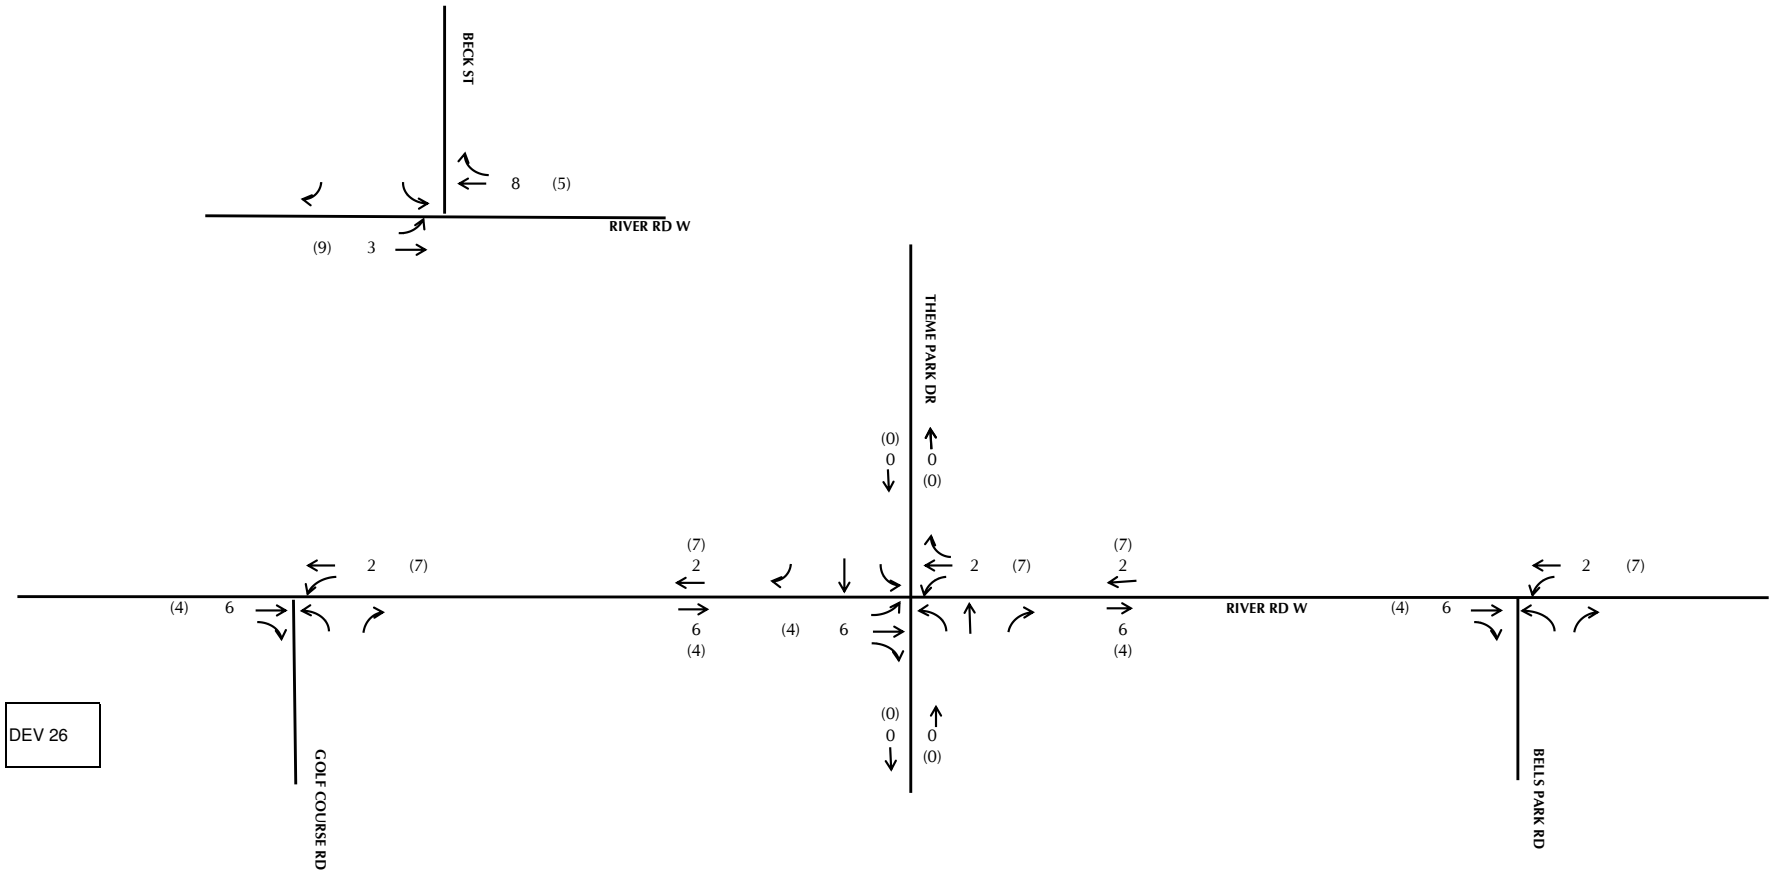 BECK ST
8 (5)
RIVER RD W
(9) 3
THEME PARK DR
(0)
0 0
(0)
(7) (7)
2 (7) 2 2 (7) 2 2 (7)
(4) 6 RIVER RD W (4) 6
6 (4) 6 6
(4) (4)
(0)
0 0
(0)
DEV 26
GOLF COURSE RD
BELLS PARK RD